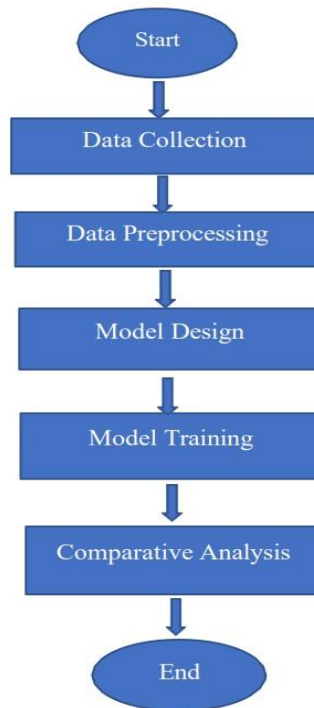 Start
Data Collection
Data Preprocessing
Model Design
Model Training
Comparative Analysis
End